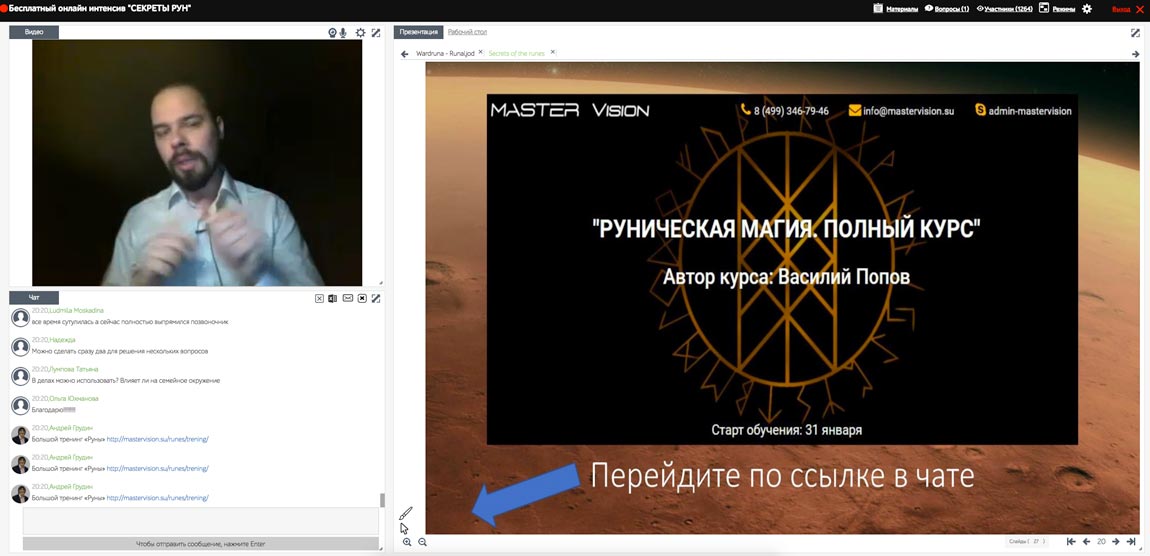 Бесплатный онлайн интенсив "СЕКРЕТЫ РУН"
Материалы
Вопросы (1)
Участники (1264)
Режимы
Выход
Видео
Чат
20:20,Ludmila Moskadina
все время сутулилась а сейчас полностью выпрямился позвоночник
20:20,Надежда
Можно сделать сразу два для решения нескольких вопросов
20:20,Лумпова Татьяна
В делах можно использовать? Влияет ли на семейное окружение
20:20,Ольга Юкчанова
Благодарю!!!!!!!!
20:20,Андрей Грудин
Большой тренинг «Руны» http://mastervision.su/runes/trening/
20:20,Андрей Грудин
Большой тренинг «Руны» http://mastervision.su/runes/trening/
20:20,Андрей Грудин
Большой тренинг «Руны» http://mastervision.su/runes/trening/
Чтобы отправить сообщение, нажмите Enter
Презентация
Рабочий стол
Wardruna - Runaljod
Secrets of the runes
MASTER VISION
8 (499) 346-79-46
info@mastervision.su
admin-mastervision
"РУНИЧЕСКАЯ МАГИЯ. ПОЛНЫЙ КУРС"
Автор курса: Василий Попов
Старт обучения: 31 января
Перейдите по ссылке в чате
Слайды ( 27 )
20